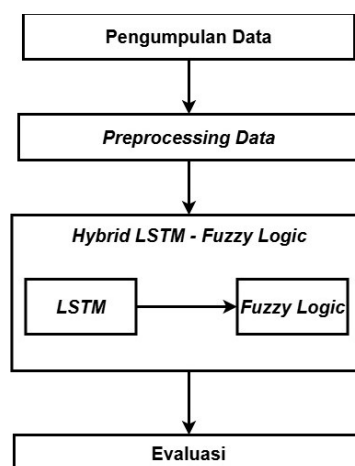 Pengumpulan Data
Preprocessing Data
Hybrid LSTM - Fuzzy Logic
LSTM
Fuzzy Logic
Evaluasi